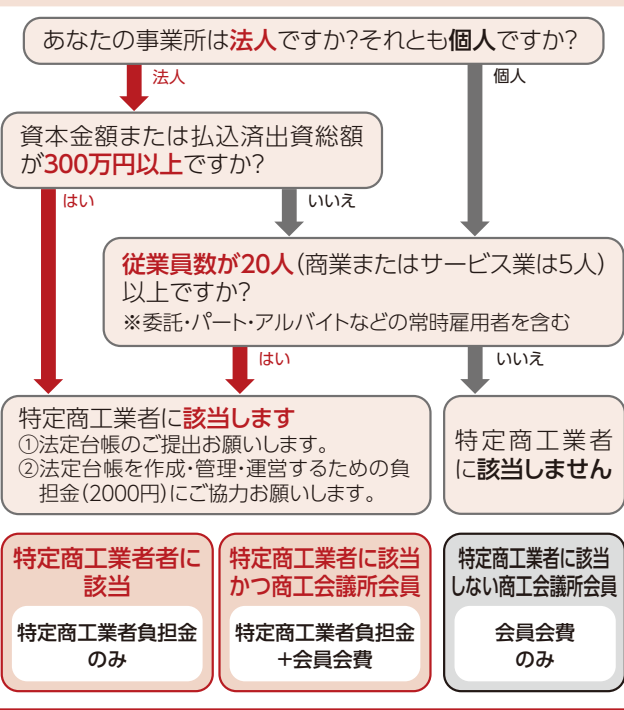 あなたの事業所は法人ですか?それとも個人ですか?
法人
個人
資本金額または払込済出資総額
が300万円以上ですか?
はい
いいえ
従業員数が20人(商業またはサービス業は5人)
以上ですか?
※委託・パート・アルバイトなどの常時雇用者を含む
はい
いいえ
特定商工業者に該当します
①法定台帳のご提出お願いします。
②法定台帳を作成・管理・運営するための負
担金(2000円)にご協力お願いします。
特定商工業者
に該当しません
特定商工業者者に
該当
特定商工業者負担金
のみ
特定商工業者に該当
かつ商工会議所会員
特定商工業者負担金
+会員会費
特定商工業者に該当
しない商工会議所会員
会員会費
のみ